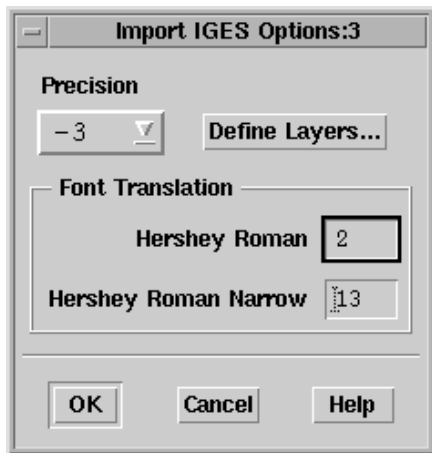 Import IGES Options:3
Precision
-3 Define Layers...
Font Translation
Hershey Roman 2
Hershey Roman Narrow 13
OK Cancel Help